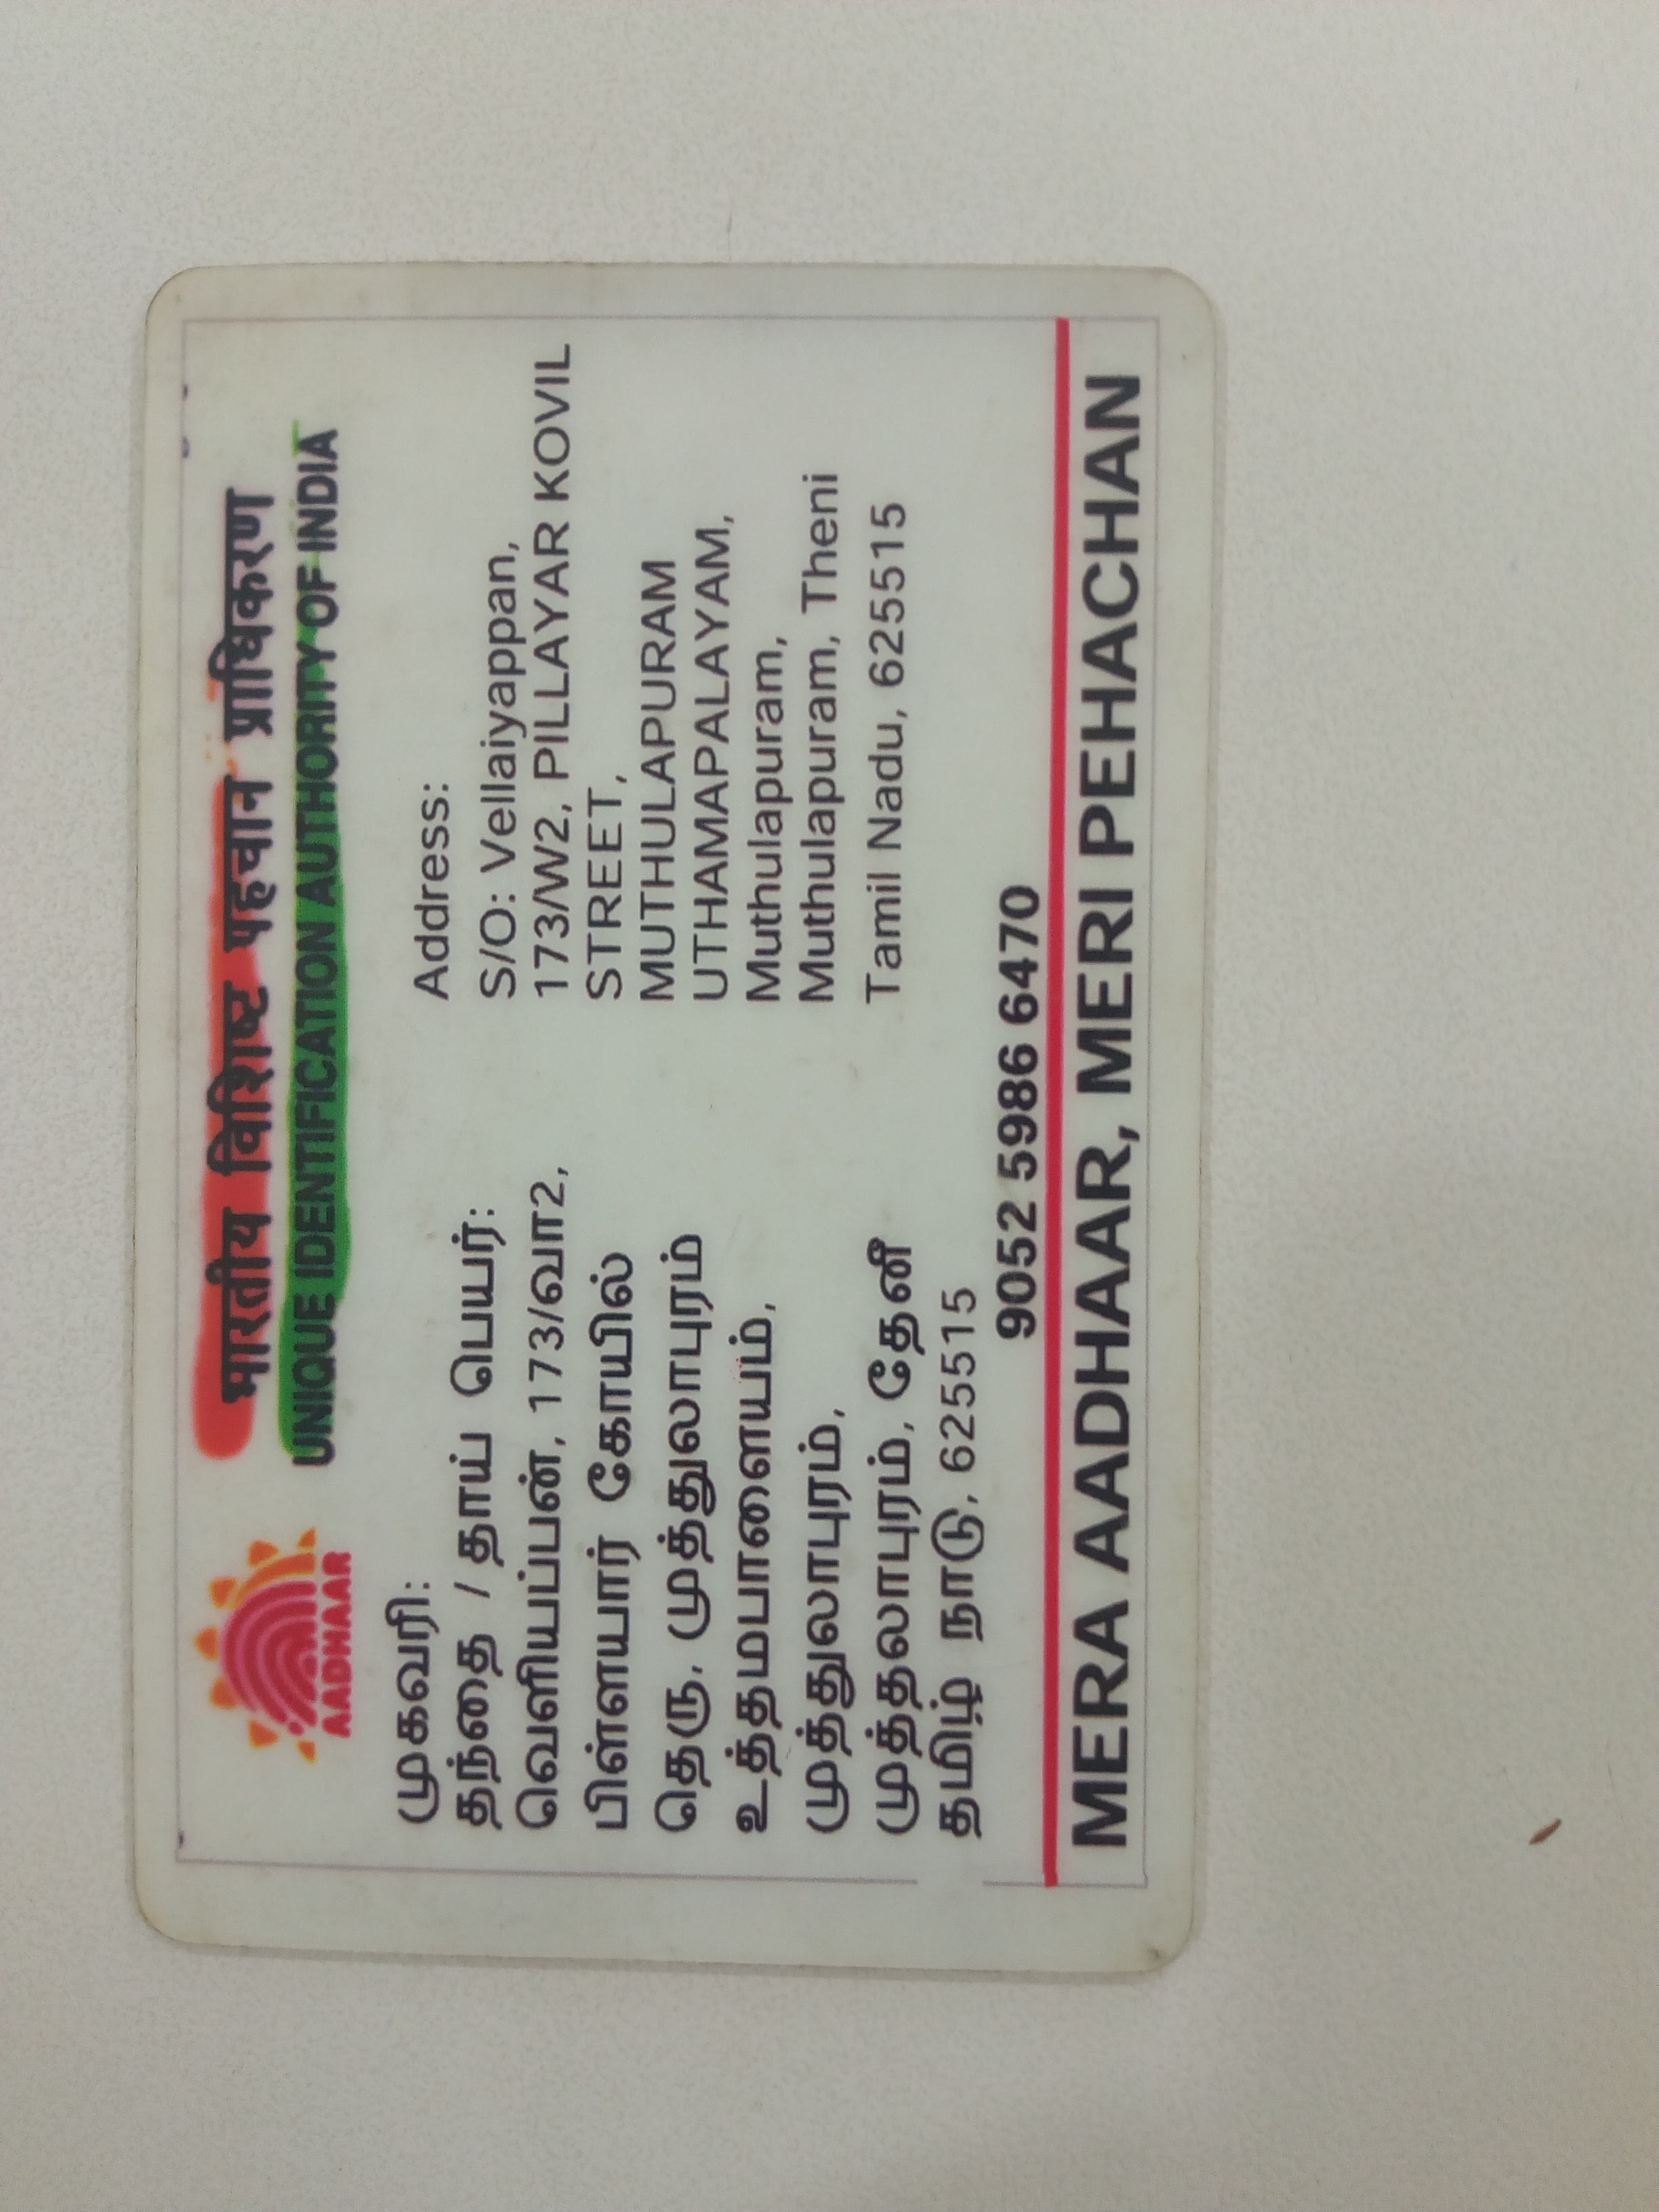 भारतीय विशिष्ट पहचान प्राधिकरण
UNIQUE IDENTIFICATION AUTHORITY OF INDIA
AADHAAR
முகவரி:
தந்தை / தாய் பெயர்:
வெளியப்பன், 173/வா2,
பிள்ளயார் கோயில்
தெரு, முத்துலாபுரம்
உத்தமபாளையம்,
முத்துலாபுரம்,
முத்தலாபுரம், தேனீ
தமிழ் நாடு, 625515
Address:
S/O: Vellaiyappan,
173/W2, PILLAYAR KOVIL
STREET,
MUTHULAPURAM
UTHAMAPALAYAM,
Muthulapuram,
Muthulapuram, Theni
Tamil Nadu, 625515
9052 5986 6470
MERA AADHAAR, MERI PEHACHAN